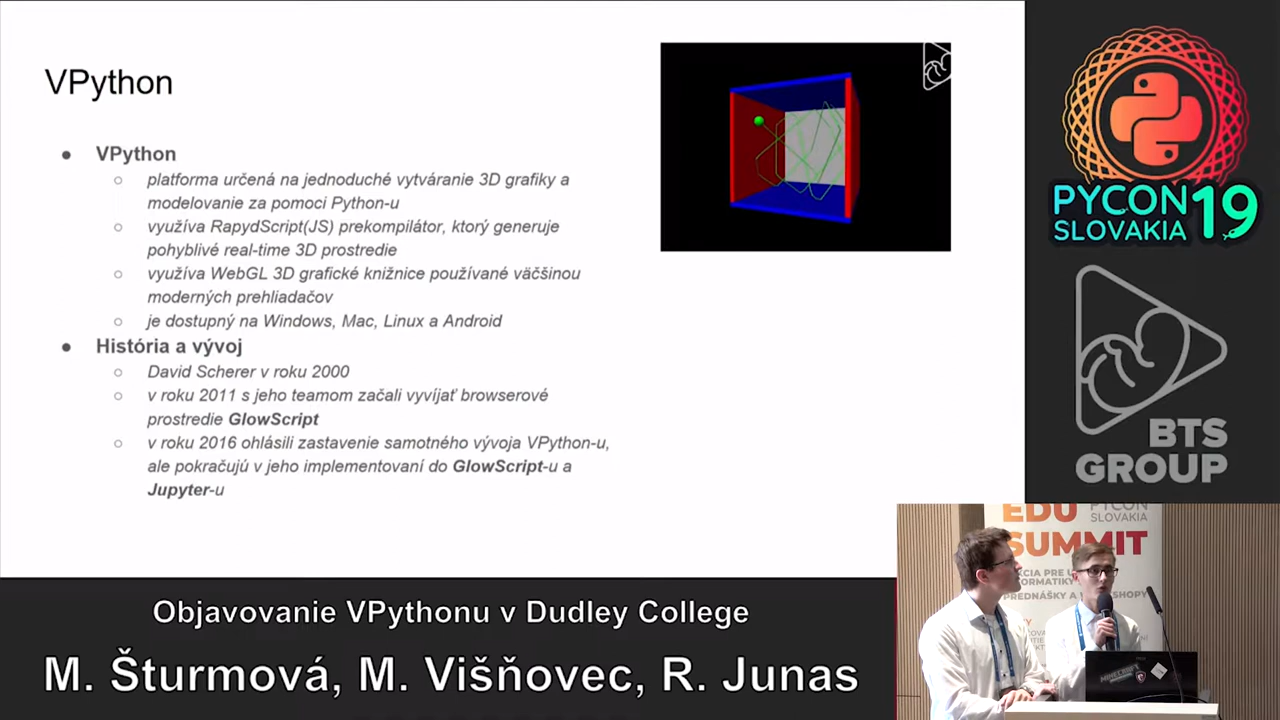 VPython
● VPython
○ platforma určená na jednoduché vytváranie 3D grafiky a
modelovanie za pomoci Python-u
○ využíva RapydScript(JS) prekompilátor, ktorý generuje
pohyblivé real-time 3D prostredie
○ využíva WebGL 3D grafické knižnice používané väčšinou
moderných prehliadačov
○ je dostupný na Windows, Mac, Linux a Android
● História a vývoj
○ David Scherer v roku 2000
○ v roku 2011 s jeho teamom začali vyvíjať browserové
prostredie GlowScript
○ v roku 2016 ohlásili zastavenie samotného vývoja VPython-u,
ale pokračujú v jeho implementovaní do GlowScript-u a
Jupyter-u
PYCON 19
SLOVAKIA
BTS
GROUP
EDU PYCON
SLOVAKIA
SUMMIT
PRE
Objavovanie VPythonu v Dudley College
M. Šturmová, M. Višňovec, R. Junas